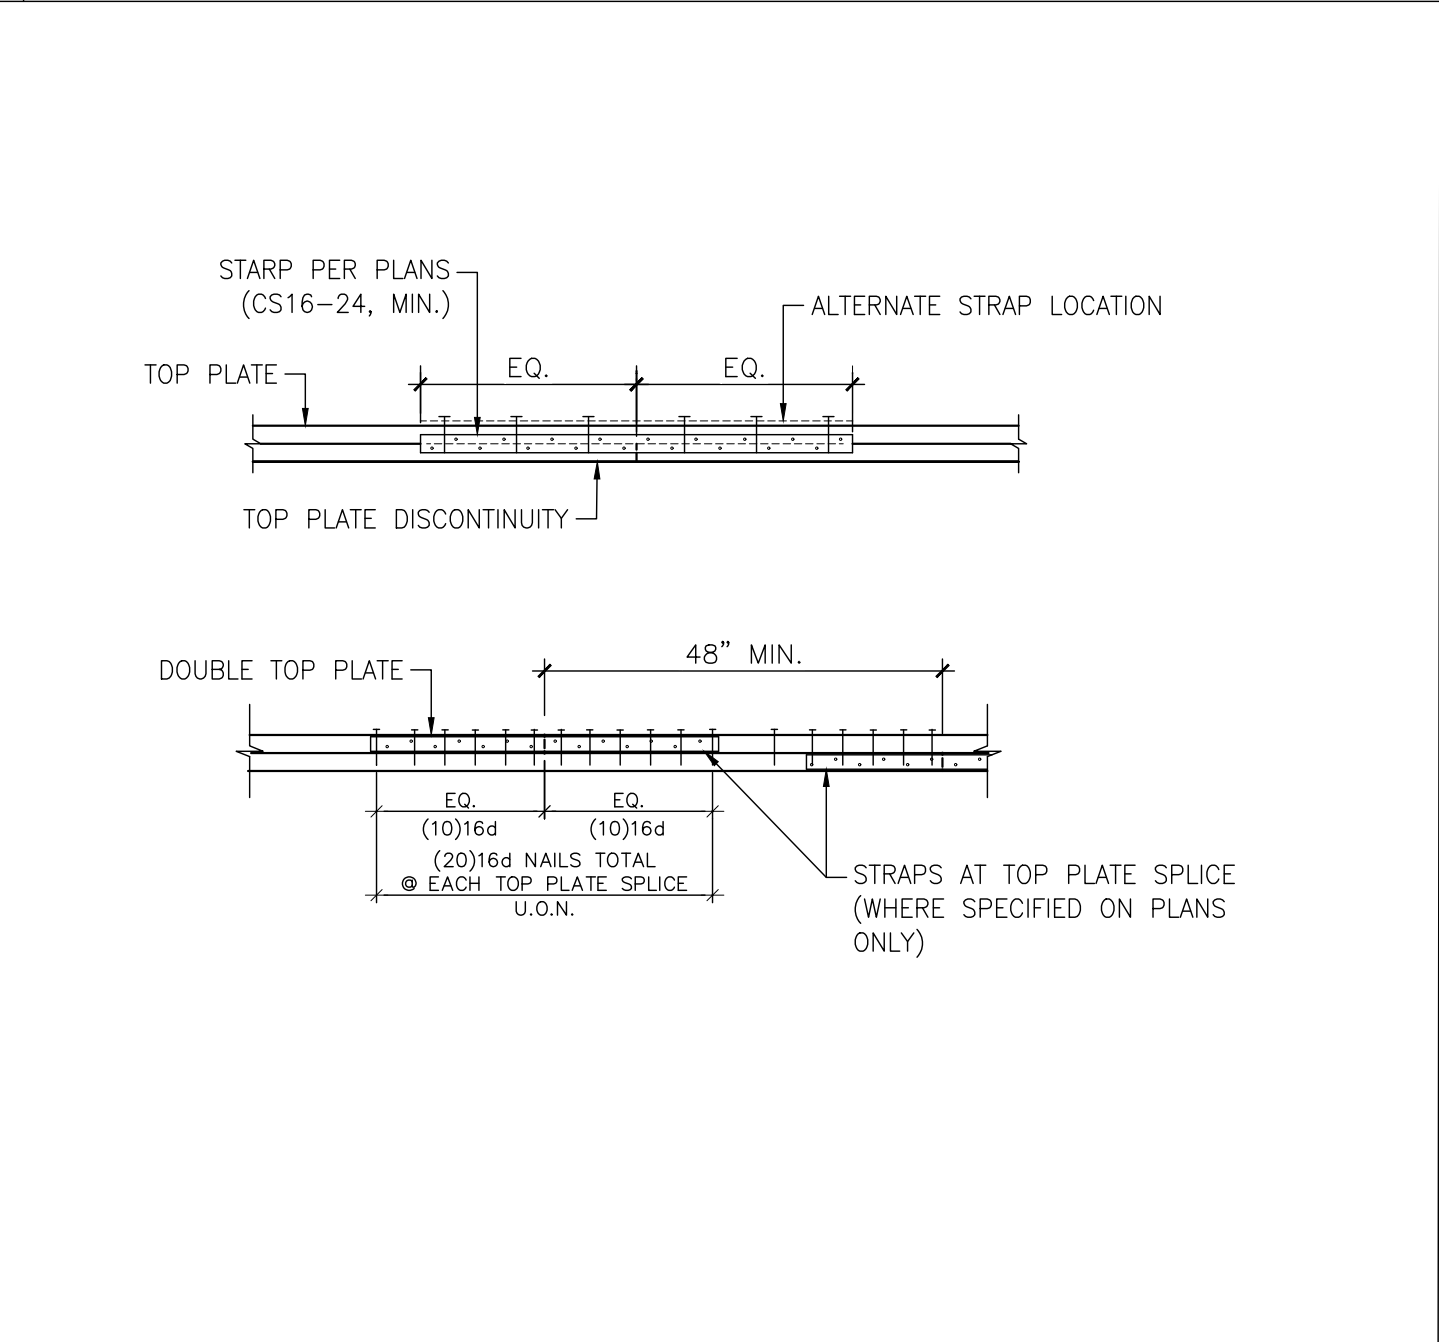 STARP PER PLANS
(CS16-24, MIN.)
ALTERNATE STRAP LOCATION
EQ.
EQ.
TOP PLATE
TOP PLATE DISCONTINUITY
48" MIN.
DOUBLE TOP PLATE
EQ.
EQ.
(10)16d
(10)16d
(20)16d NAILS TOTAL
@ EACH TOP PLATE SPLICE
U.O.N.
STRAPS AT TOP PLATE SPLICE
(WHERE SPECIFIED ON PLANS
ONLY)